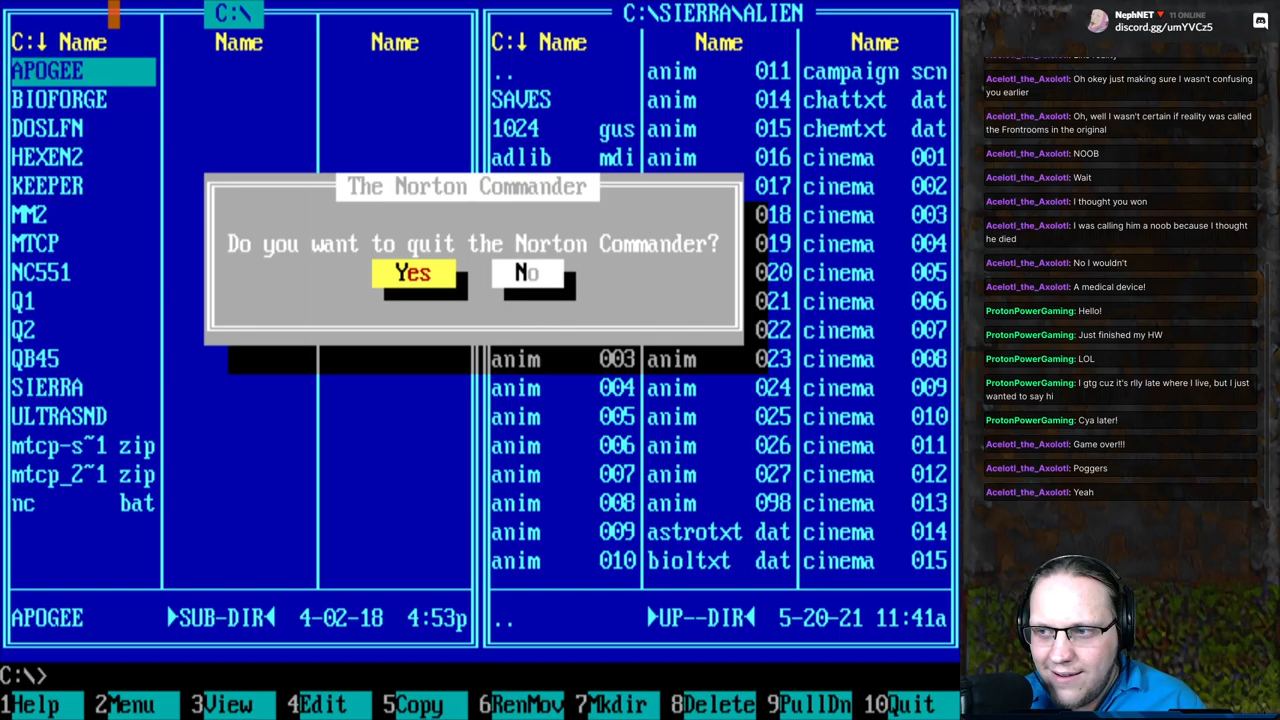 C:\
C:\SIERRA\ALIEN
C:↓ Name Name Name
C:↓ Name Name Name
APOGEE
BIOFORGE
DOSLFN
HEXEN2
KEEPER
MM2
MTCP
NC551
Q1
Q2
QB45
SIERRA
ULTRASND
mtcp-s~1 zip
mtcp_2~1 zip
nc bat
.. anim 011 campaign scn
SAVES anim 014 chattxt dat
1024 gus anim 015 chemtxt dat
adlib mdi anim 016 cinema 001
017 cinema 002
018 cinema 003
019 cinema 004
020 cinema 005
021 cinema 006
022 cinema 007
anim 003 anim 023 cinema 008
anim 004 anim 024 cinema 009
anim 005 anim 025 cinema 010
anim 006 anim 026 cinema 011
anim 007 anim 027 cinema 012
anim 008 anim 098 cinema 013
anim 009 astrotxt dat cinema 014
anim 010 bioltxt dat cinema 015
The Norton Commander
Do you want to quit the Norton Commander?
Yes No
APOGEE ►SUB-DIR◄ 4-02-18 4:53p
.. ►UP--DIR◄ 5-20-21 11:41a
C:\>
1Help 2Menu 3View 4Edit 5Copy 6RenMov 7Mkdir 8Delete 9PullDn 10Quit
NephNET 11 ONLINE
discord.gg/umYVCz5
Acelotl_the_Axolotl: Oh okey just making sure I wasn't confusing
you earlier
Acelotl_the_Axolotl: Oh, well I wasn't certain if reality was called
the Frontrooms in the original
Acelotl_the_Axolotl: NOOB
Acelotl_the_Axolotl: Wait
Acelotl_the_Axolotl: I thought you won
Acelotl_the_Axolotl: I was calling him a noob because I thought
he died
Acelotl_the_Axolotl: No I wouldn't
Acelotl_the_Axolotl: A medical device!
ProtonPowerGaming: Hello!
ProtonPowerGaming: Just finished my HW
ProtonPowerGaming: LOL
ProtonPowerGaming: I gtg cuz it's rlly late where I live, but I just
wanted to say hi
ProtonPowerGaming: Cya later!
Acelotl_the_Axolotl: Game over!!!
Acelotl_the_Axolotl: Poggers
Acelotl_the_Axolotl: Yeah